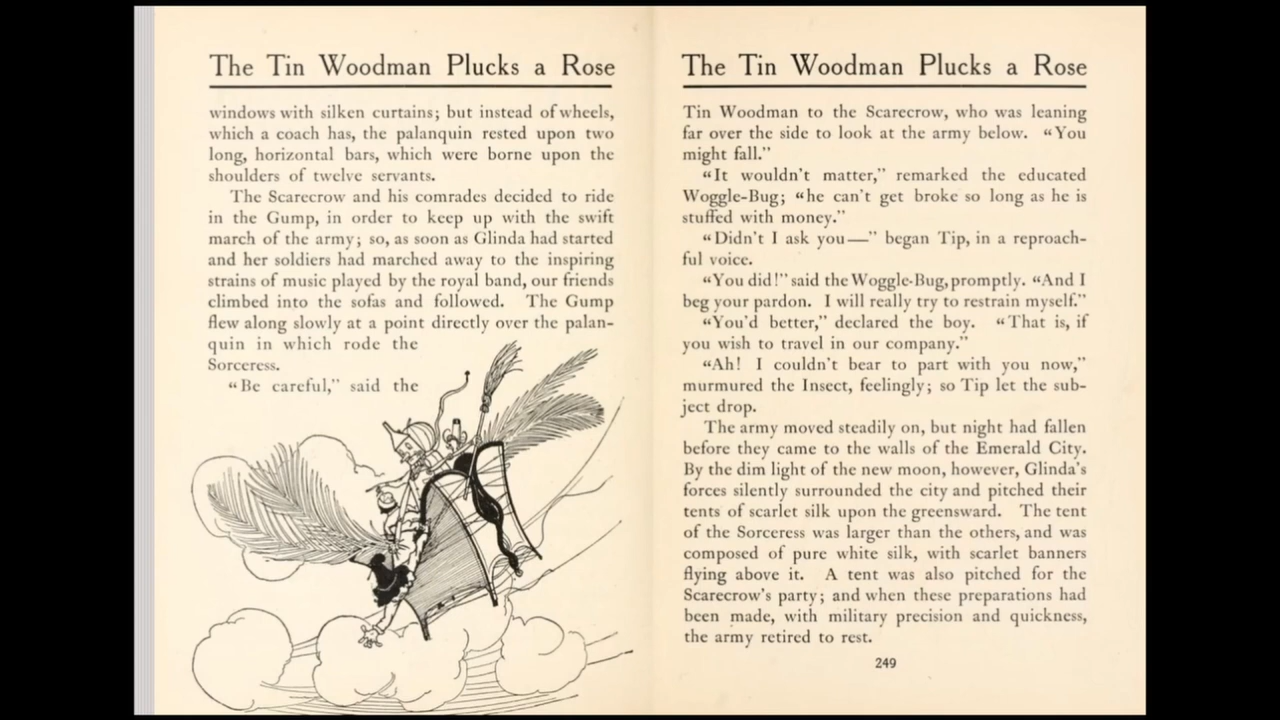 The Tin Woodman Plucks a Rose
windows with silken curtains; but instead of wheels,
which a coach has, the palanquin rested upon two
long, horizontal bars, which were borne upon the
shoulders of twelve servants.
The Scarecrow and his comrades decided to ride
in the Gump, in order to keep up with the swift
march of the army; so, as soon as Glinda had started
and her soldiers had marched away to the inspiring
strains of music played by the royal band, our friends
climbed into the sofas and followed. The Gump
flew along slowly at a point directly over the palan-
quin in which rode the
Sorceress.
“Be careful,” said the
The Tin Woodman Plucks a Rose
Tin Woodman to the Scarecrow, who was leaning
far over the side to look at the army below. “You
might fall.”
“It wouldn't matter,” remarked the educated
Woggle-Bug; “he can't get broke so long as he is
stuffed with money.”
“Didn't I ask you—” began Tip, in a reproach-
ful voice.
“You did!” said the Woggle-Bug, promptly. “And I
beg your pardon. I will really try to restrain myself.”
“You'd better,” declared the boy. “That is, if
you wish to travel in our company.”
“Ah! I couldn't bear to part with you now,”
murmured the Insect, feelingly; so Tip let the sub-
ject drop.
The army moved steadily on, but night had fallen
before they came to the walls of the Emerald City.
By the dim light of the new moon, however, Glinda's
forces silently surrounded the city and pitched their
tents of scarlet silk upon the greensward. The tent
of the Sorceress was larger than the others, and was
composed of pure white silk, with scarlet banners
flying above it. A tent was also pitched for the
Scarecrow's party; and when these preparations had
been made, with military precision and quickness,
the army retired to rest.
249